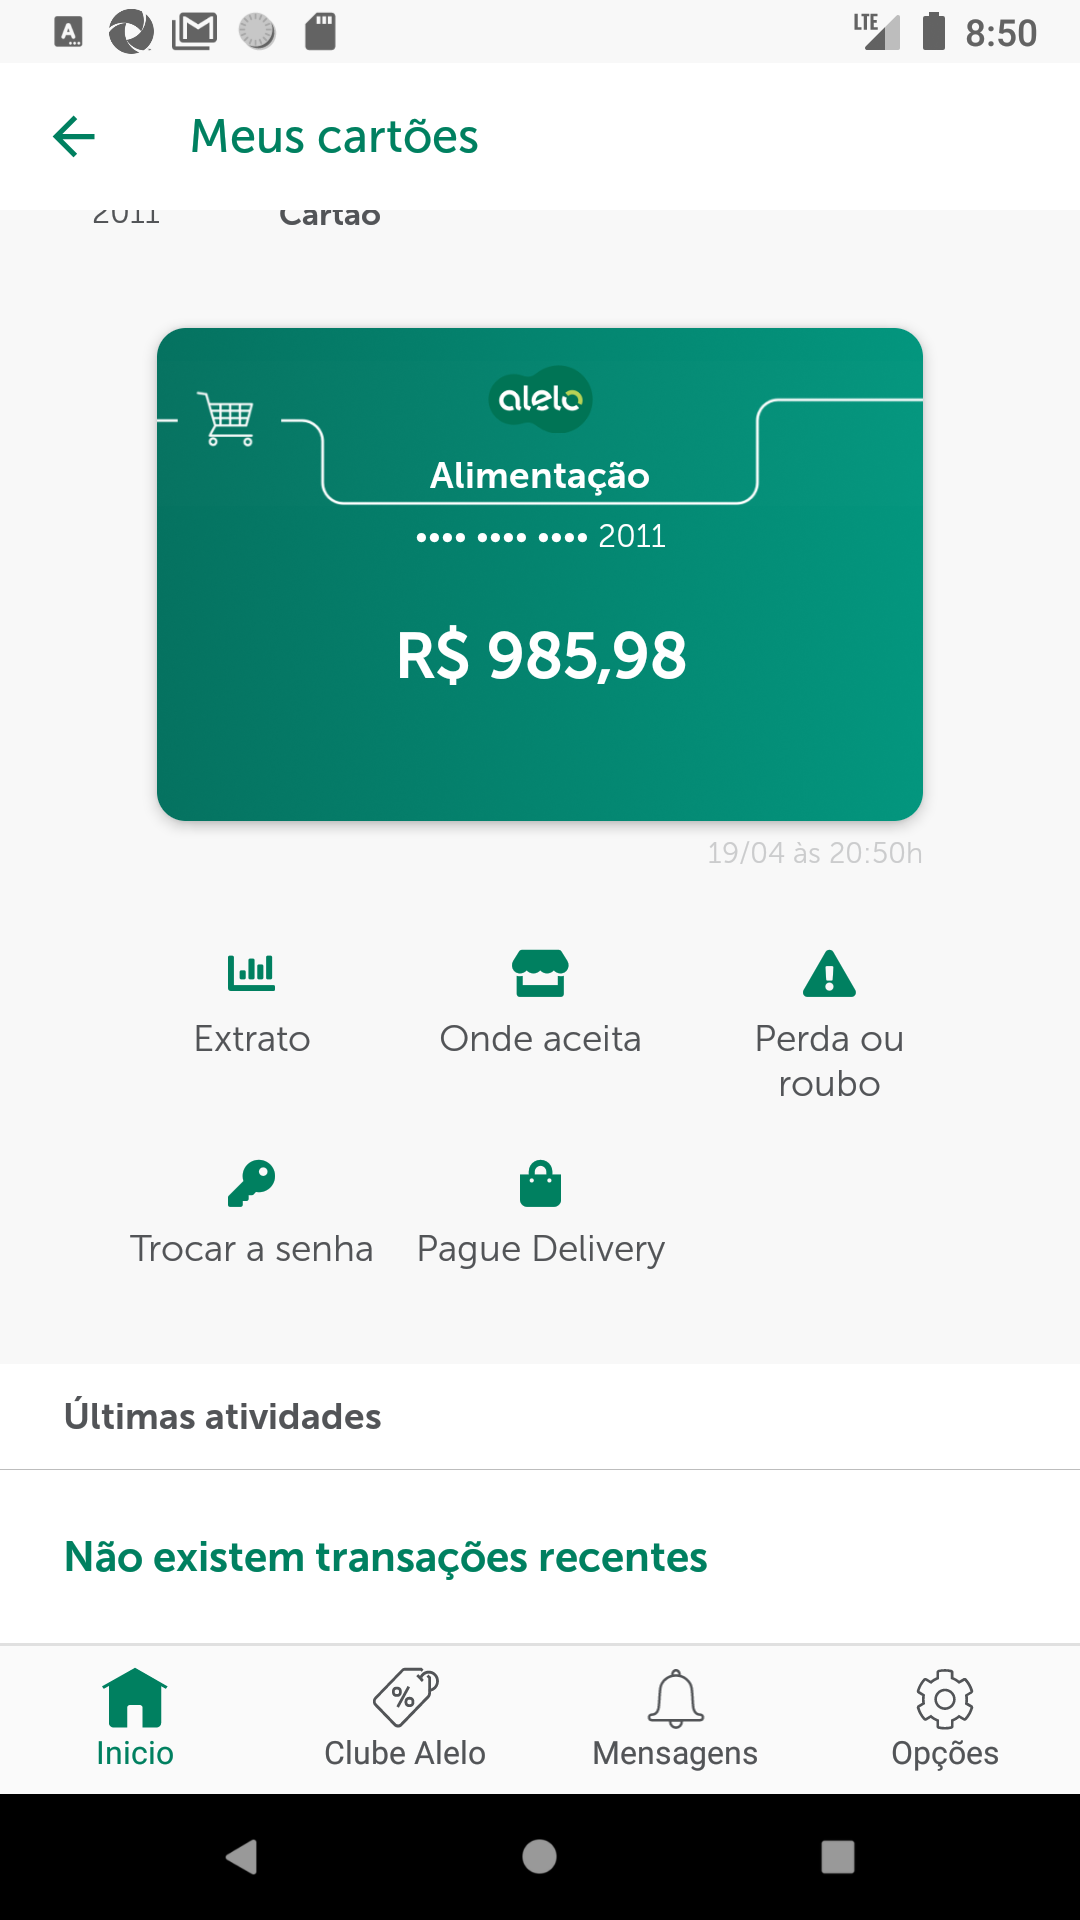 LTE 8:50
Meus cartões
2011 Cartão
alelo
Alimentação
•••• •••• •••• 2011
R$ 985,98
19/04 às 20:50h
Extrato
Onde aceita
Perda ou
roubo
Trocar a senha
Pague Delivery
Últimas atividades
Não existem transações recentes
Inicio
Clube Alelo
Mensagens
Opções